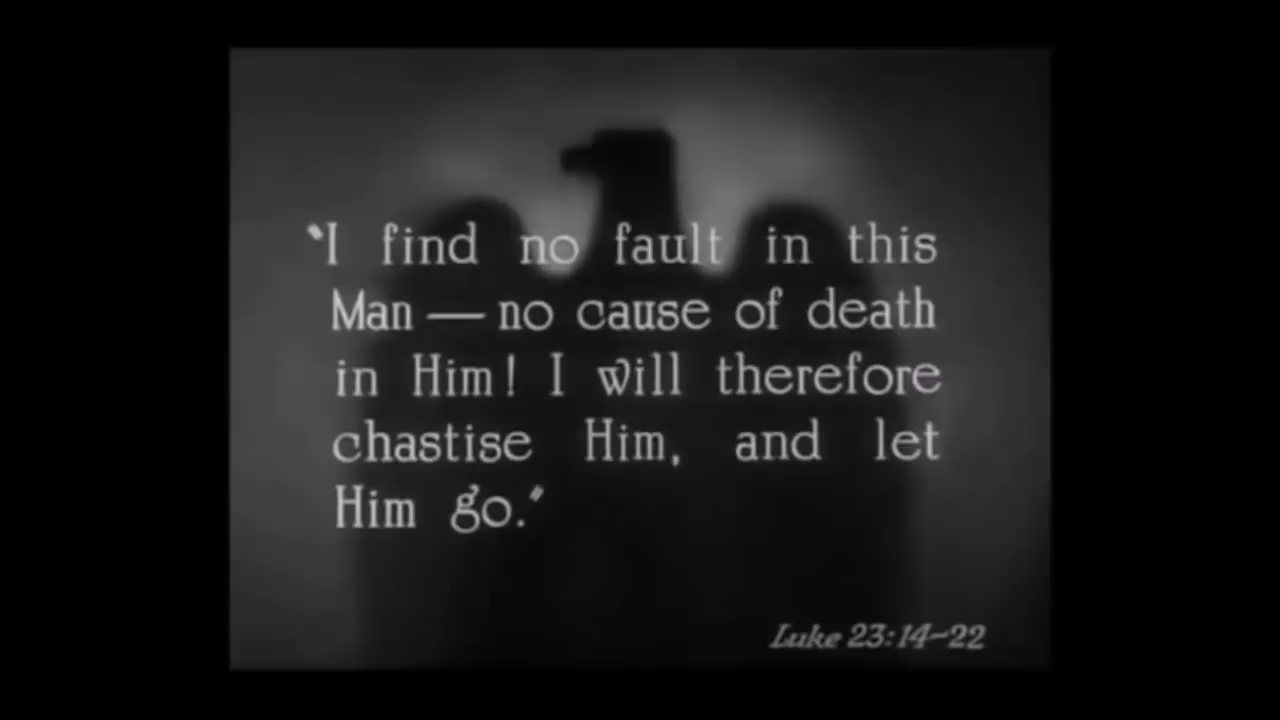 "I find no fault in this
Man — no cause of death
in Him! I will therefore
chastise Him, and let
Him go."
Luke 23:14-22